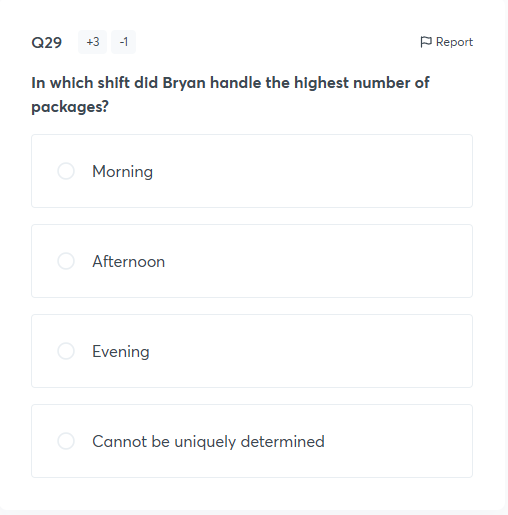 Q29 +3 -1 Report
In which shift did Bryan handle the highest number of
packages?
Morning
Afternoon
Evening
Cannot be uniquely determined